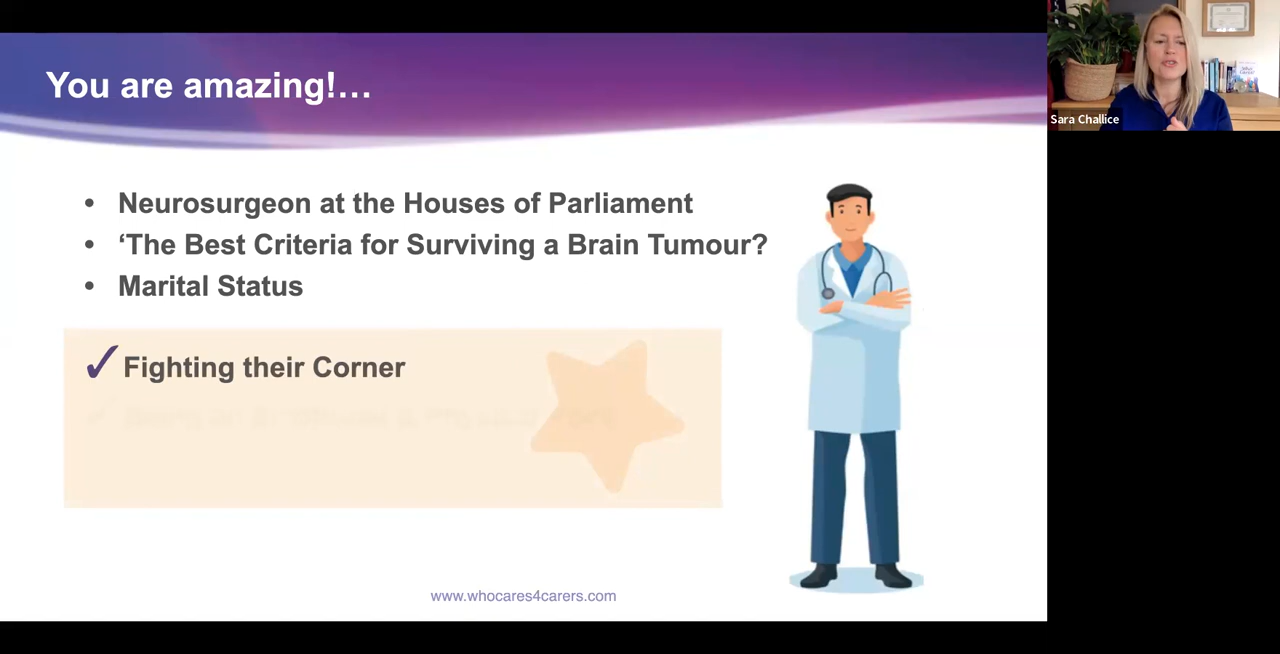 You are amazing!…
Sara Challice
• Neurosurgeon at the Houses of Parliament
• ‘The Best Criteria for Surviving a Brain Tumour?
• Marital Status
✓ Fighting their Corner
www.whocares4carers.com